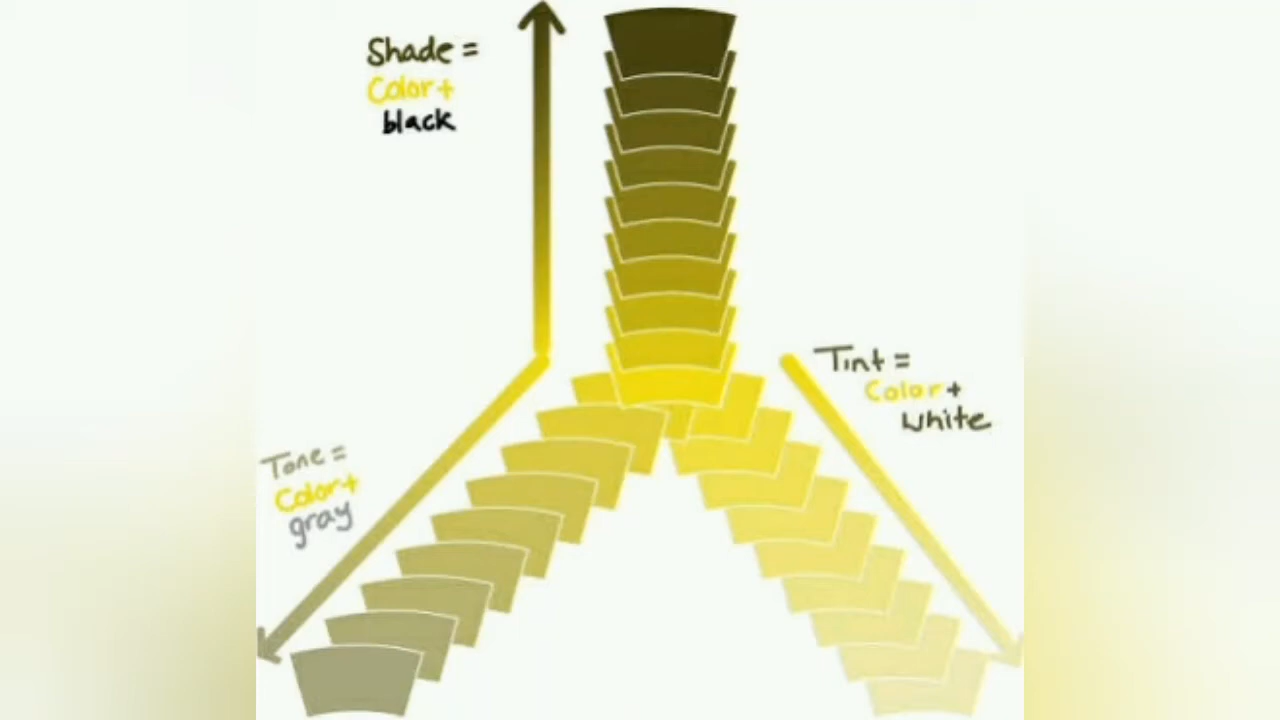 Shade =
Color +
black
Tint =
Color +
White
Tone =
Color +
gray